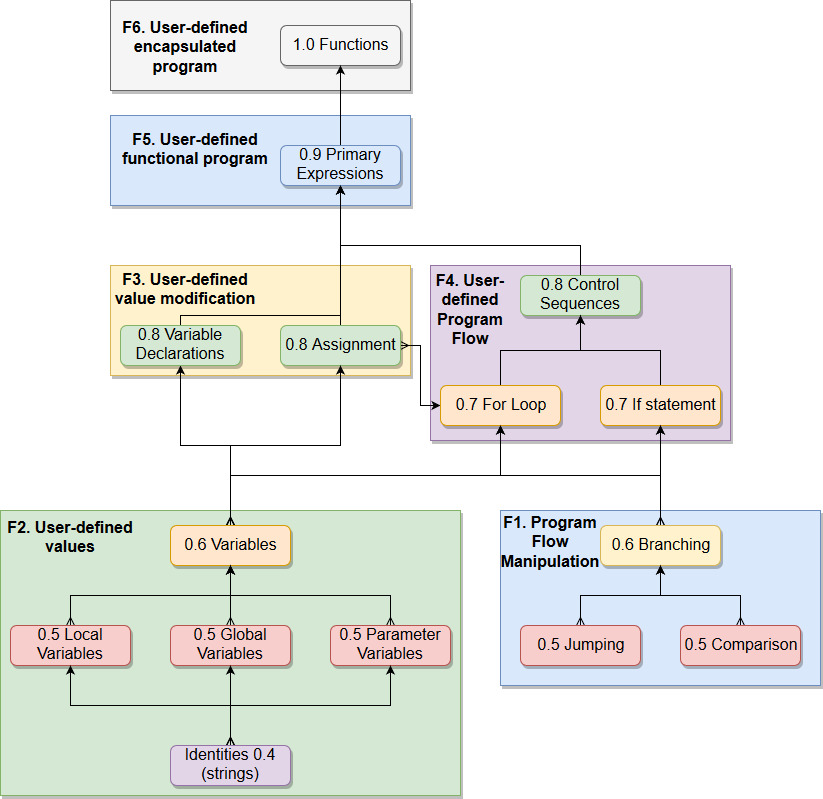 F6. User-defined
encapsulated
program
1.0 Functions
F5. User-defined
functional program
0.9 Primary
Expressions
F3. User-defined
value modification
0.8 Variable
Declarations
0.8 Assignment
F4. User-
defined
Program
Flow
0.8 Control
Sequences
0.7 For Loop
0.7 If statement
F2. User-defined
values
0.6 Variables
0.5 Local
Variables
0.5 Global
Variables
0.5 Parameter
Variables
Identities 0.4
(strings)
F1. Program
Flow
Manipulation
0.6 Branching
0.5 Jumping
0.5 Comparison